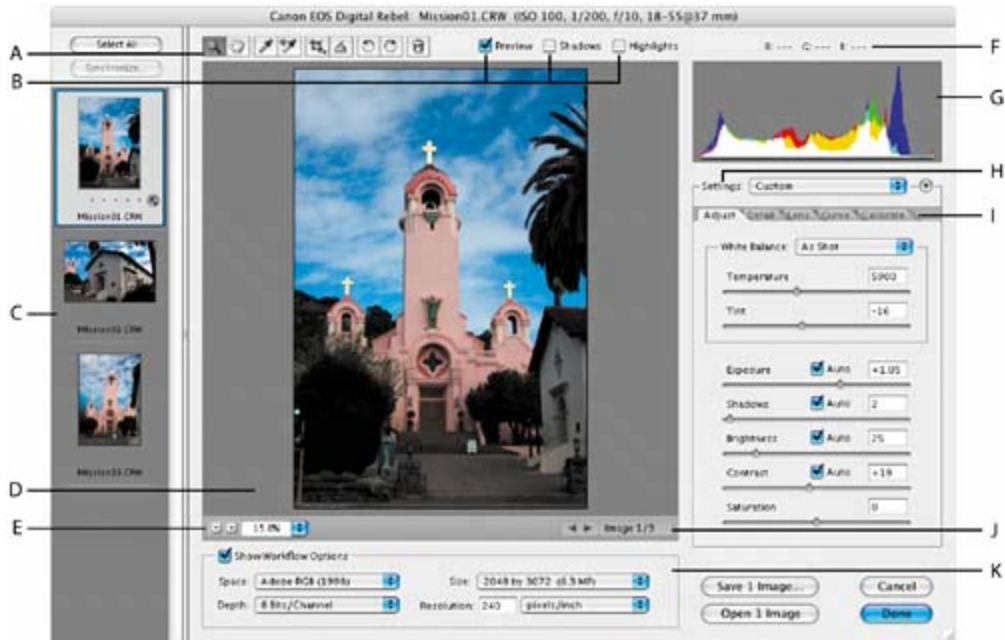 Canon EOS Digital Rebel: Mission01.CRW (ISO 100, 1/200, f/10, 18-55@37 mm)
Select All
Synchronize...
A
B
C
D
E
F
G
H
I
J
K
Preview Shadows Highlights
R: --- G: --- B: ---
Mission01.CRW
Mission02.CRW
Mission03.CRW
Settings: Custom
Adjust Detail Lens Curve Calibrate
White Balance: As Shot
Temperature 5900
Tint -16
Exposure Auto +1.05
Shadows Auto 2
Brightness Auto 25
Contrast Auto +19
Saturation 0
15.8% Image 1/3
Show Workflow Options
Space: Adobe RGB (1998) Size: 2048 by 3072 (6.3 MP)
Depth: 8 Bits/Channel Resolution: 240 pixels/inch
Save 1 Image... Cancel
Open 1 Image Done